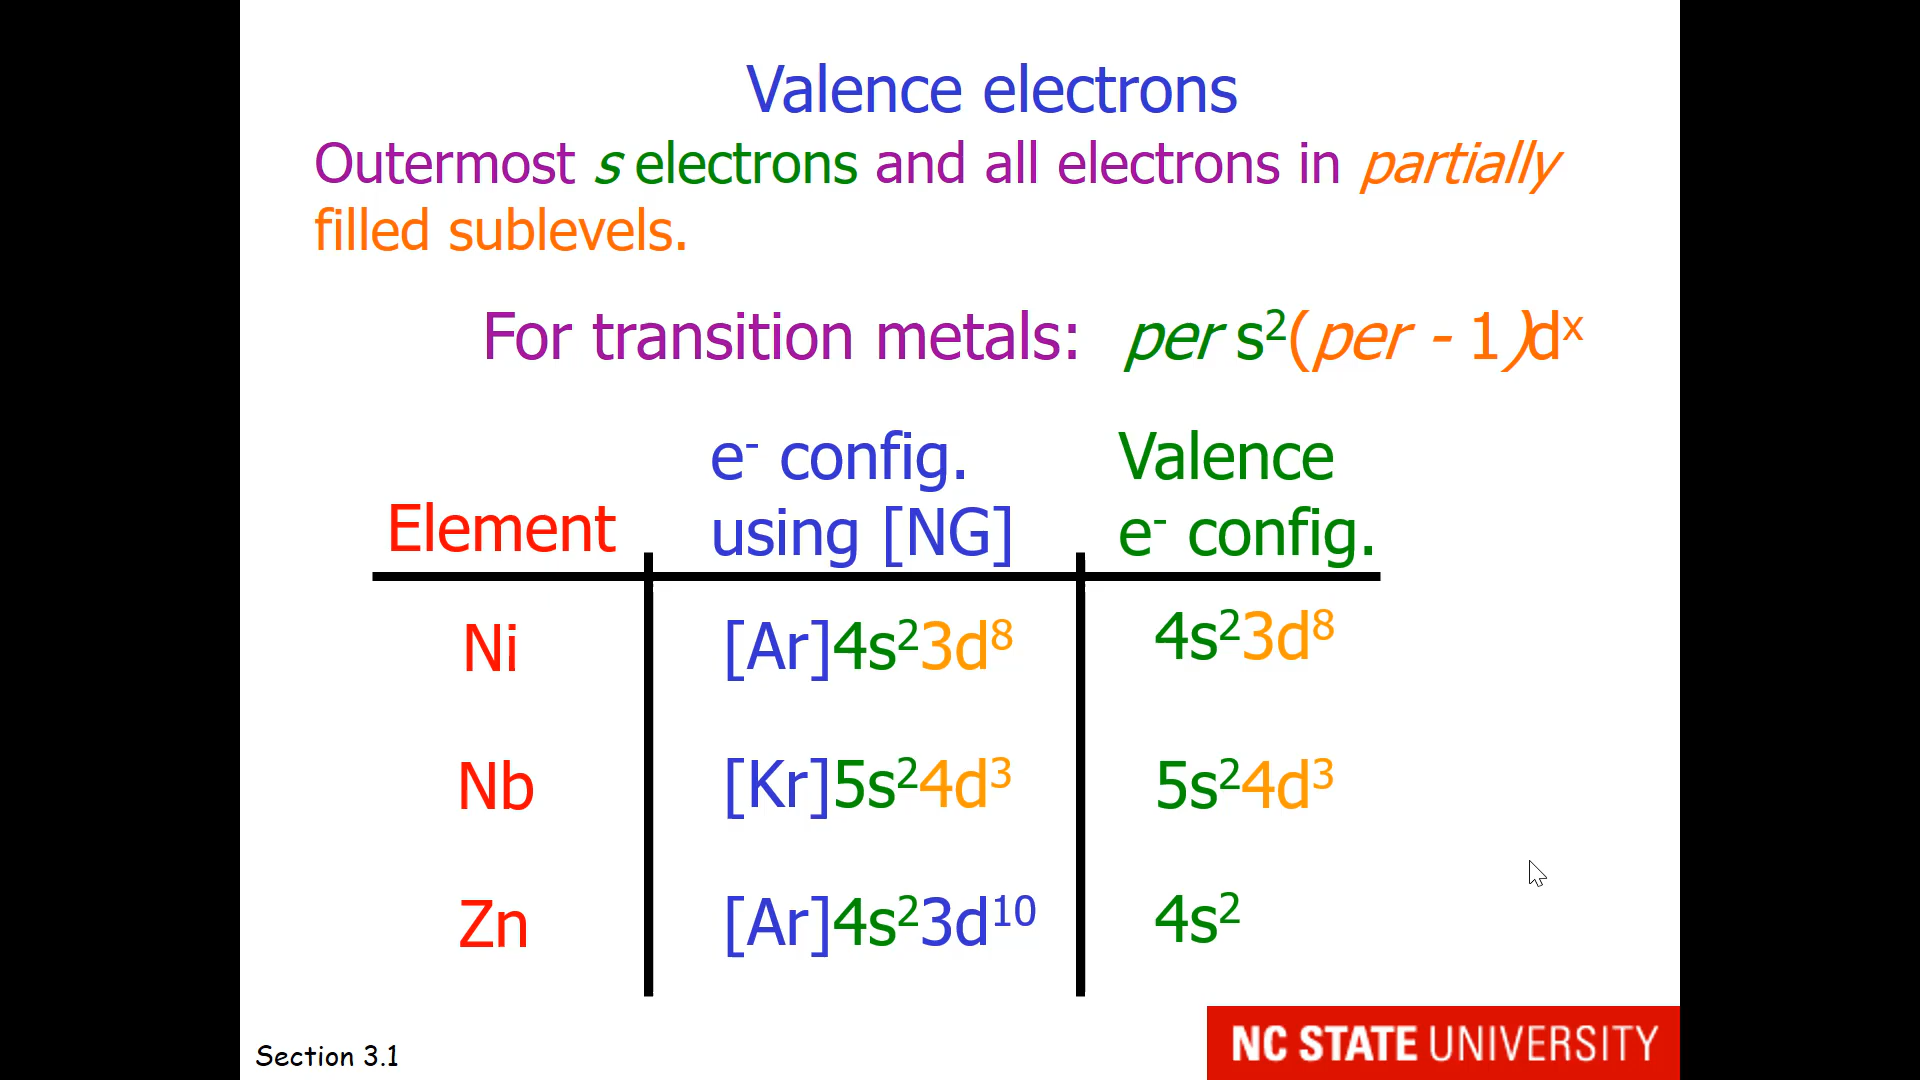 Valence electrons
Outermost s electrons and all electrons in partially
filled sublevels.
For transition metals: per s²(per - 1)dˣ
e⁻ config. Valence
Element using [NG] e⁻ config.
Ni [Ar]4s²3d⁸ 4s²3d⁸
Nb [Kr]5s²4d³ 5s²4d³
Zn [Ar]4s²3d¹⁰ 4s²
Section 3.1
NC STATE UNIVERSITY